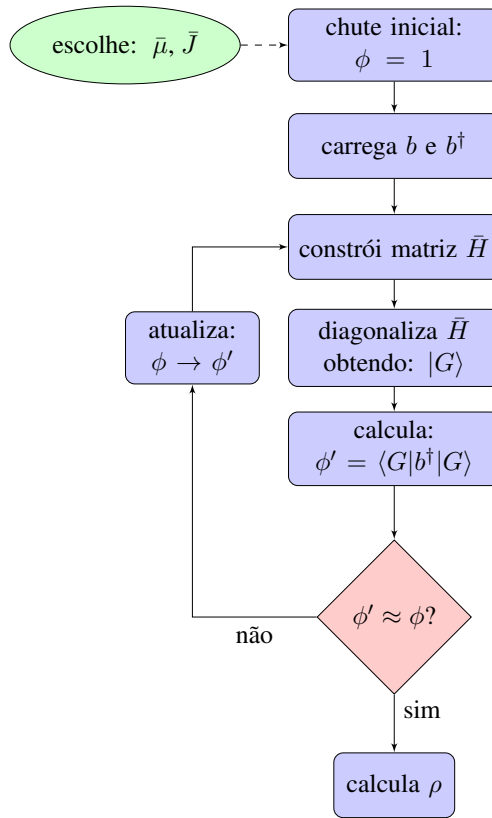 escolhe: μ̄, J̄
chute inicial:
ϕ = 1
carrega b e b†
constrói matriz H̄
atualiza:
ϕ → ϕ′
diagonaliza H̄
obtendo: |G⟩
calcula:
ϕ′ = ⟨G|b†|G⟩
ϕ′ ≈ ϕ?
não
sim
calcula ρ